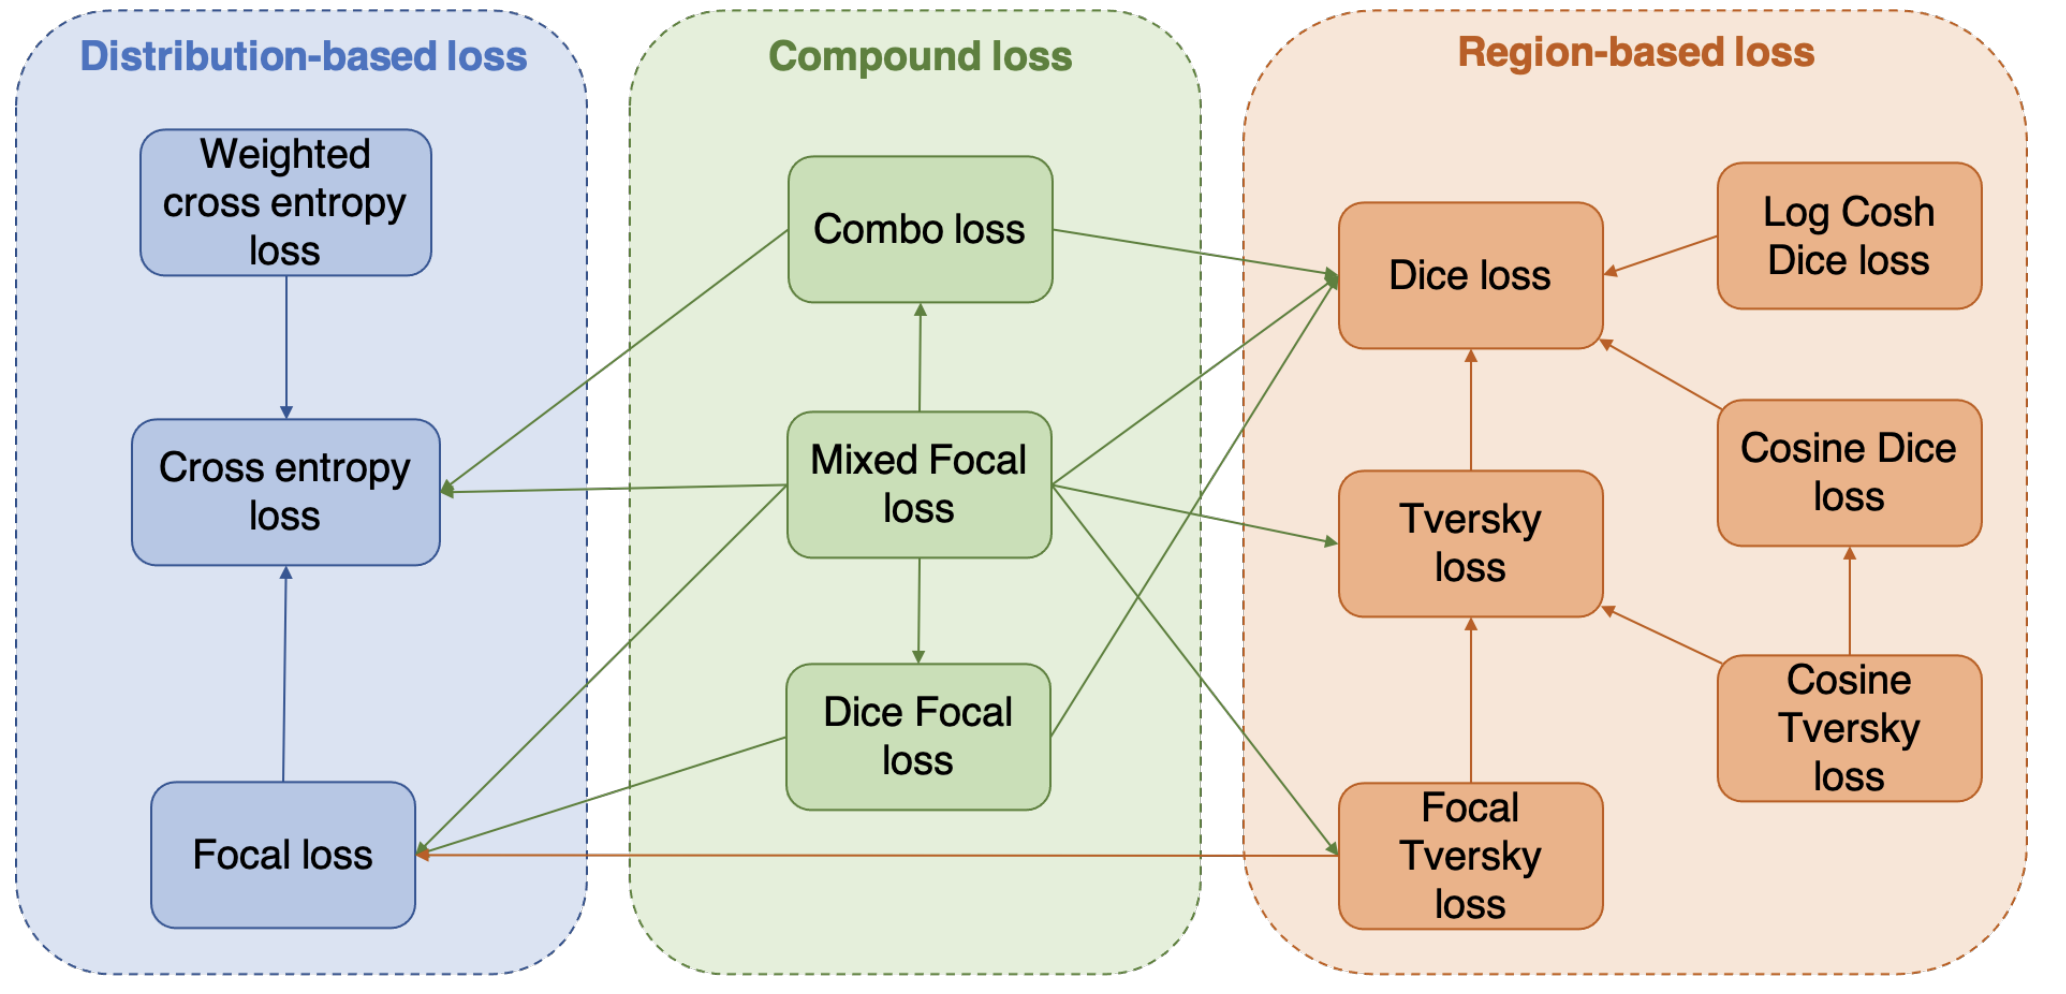 Distribution-based loss
Weighted
cross entropy
loss
Cross entropy
loss
Focal loss
Compound loss
Combo loss
Mixed Focal
loss
Dice Focal
loss
Region-based loss
Dice loss
Log Cosh
Dice loss
Cosine Dice
loss
Tversky
loss
Cosine
Tversky
loss
Focal
Tversky
loss